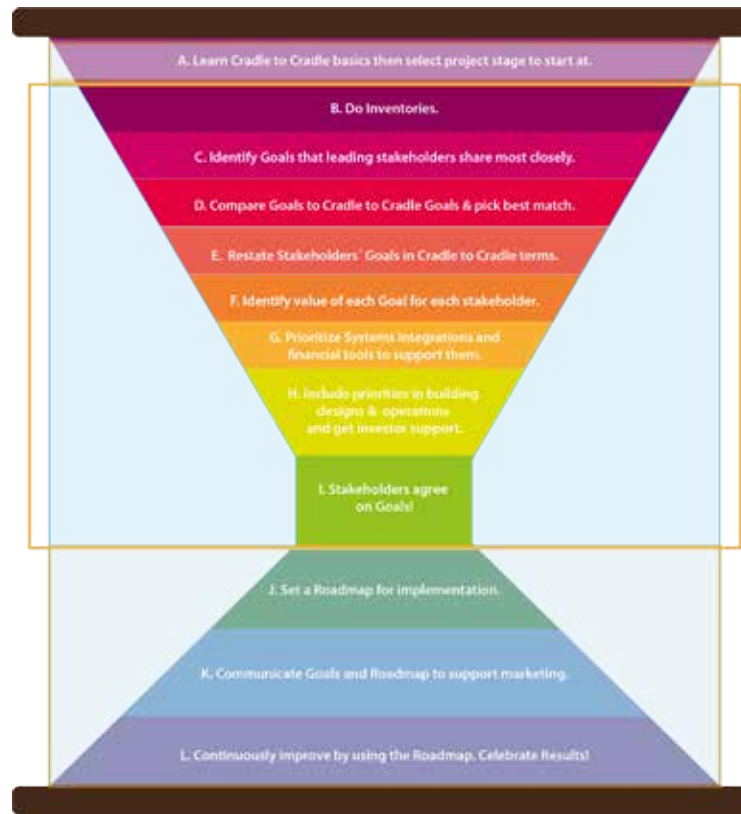 A. Learn Cradle to Cradle basics then select project stage to start at.
B. Do Inventories.
C. Identify Goals that leading stakeholders share most closely.
D. Compare Goals to Cradle to Cradle Goals & pick best match.
E. Restate Stakeholders´ Goals in Cradle to Cradle terms.
F. Identify value of each Goal for each stakeholder.
G. Prioritize Systems Integrations and
financial tools to support them.
H. Include priorities in building
designs & operations
and get investor support.
I. Stakeholders agree
on Goals!
J. Set a Roadmap for implementation.
K. Communicate Goals and Roadmap to support marketing.
L. Continuously improve by using the Roadmap. Celebrate Results!